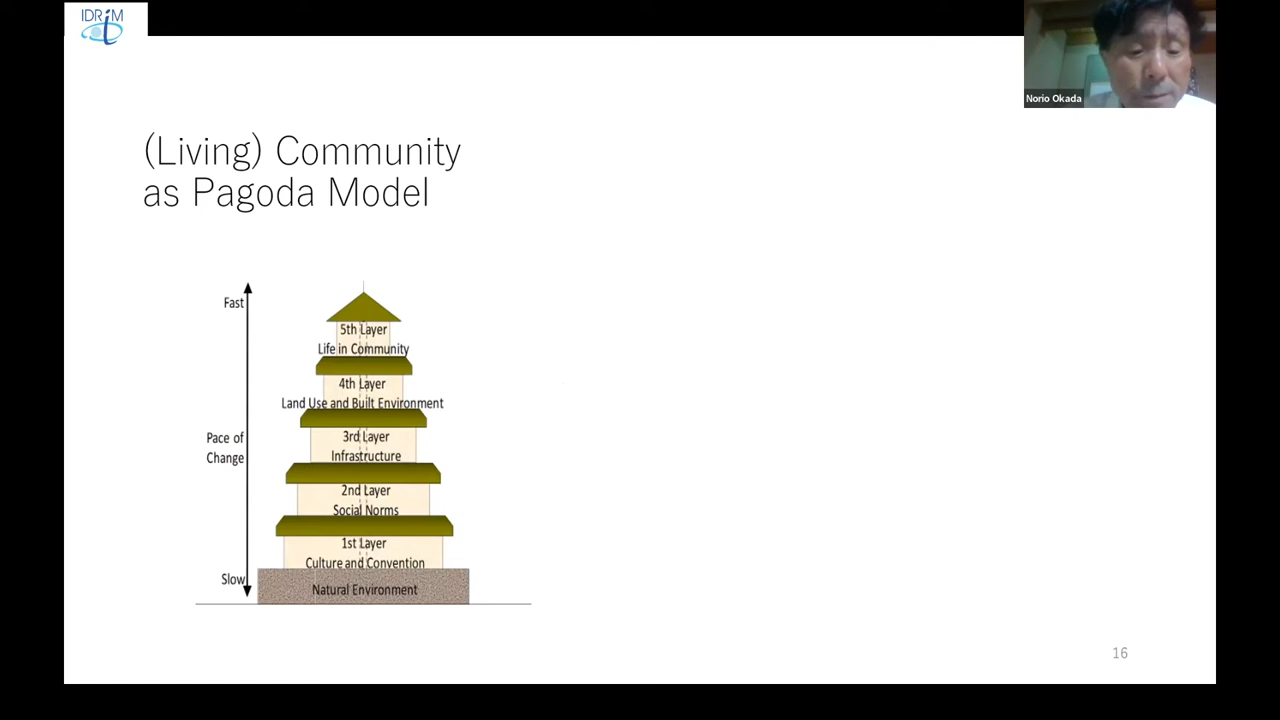 IDRiM
Norio Okada
(Living) Community
as Pagoda Model
Fast
5th Layer
Life in Community
4th Layer
Land Use and Built Environment
Pace of
Change
3rd Layer
Infrastructure
2nd Layer
Social Norms
1st Layer
Culture and Convention
Slow
Natural Environment
16